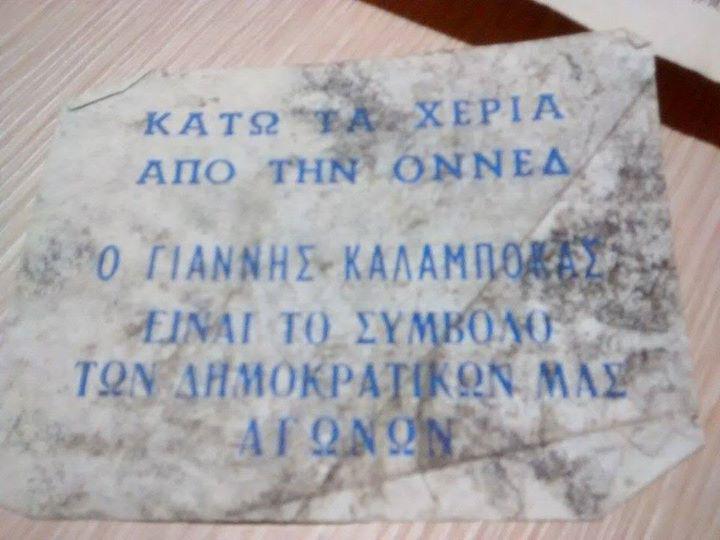 ΚΑΤΩ ΤΑ ΧΕΡΙΑ
ΑΠΟ ΤΗΝ ΟΝΝΕΔ
Ο ΓΙΑΝΝΗΣ ΚΑΛΑΜΠΟΚΑΣ
ΕΙΝΑΙ ΤΟ ΣΥΜΒΟΛΟ
ΤΩΝ ΔΗΜΟΚΡΑΤΙΚΩΝ ΜΑΣ
ΑΓΩΝΩΝ